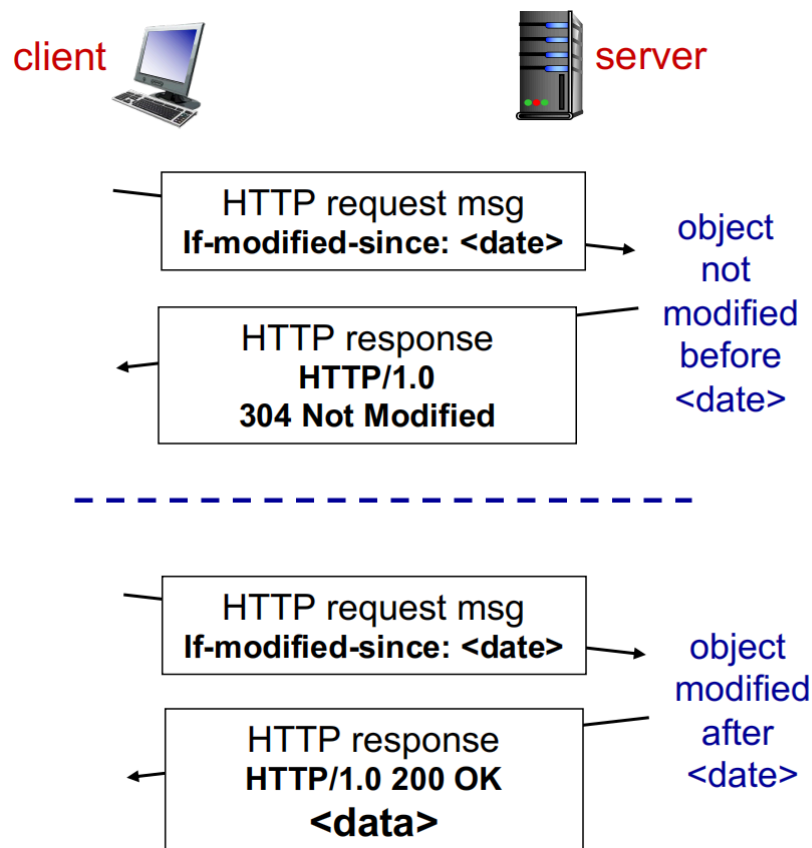 client
server
HTTP request msg
If-modified-since: <date>
object
not
modified
before
<date>
HTTP response
HTTP/1.0
304 Not Modified
HTTP request msg
If-modified-since: <date>
object
modified
after
<date>
HTTP response
HTTP/1.0 200 OK
<data>